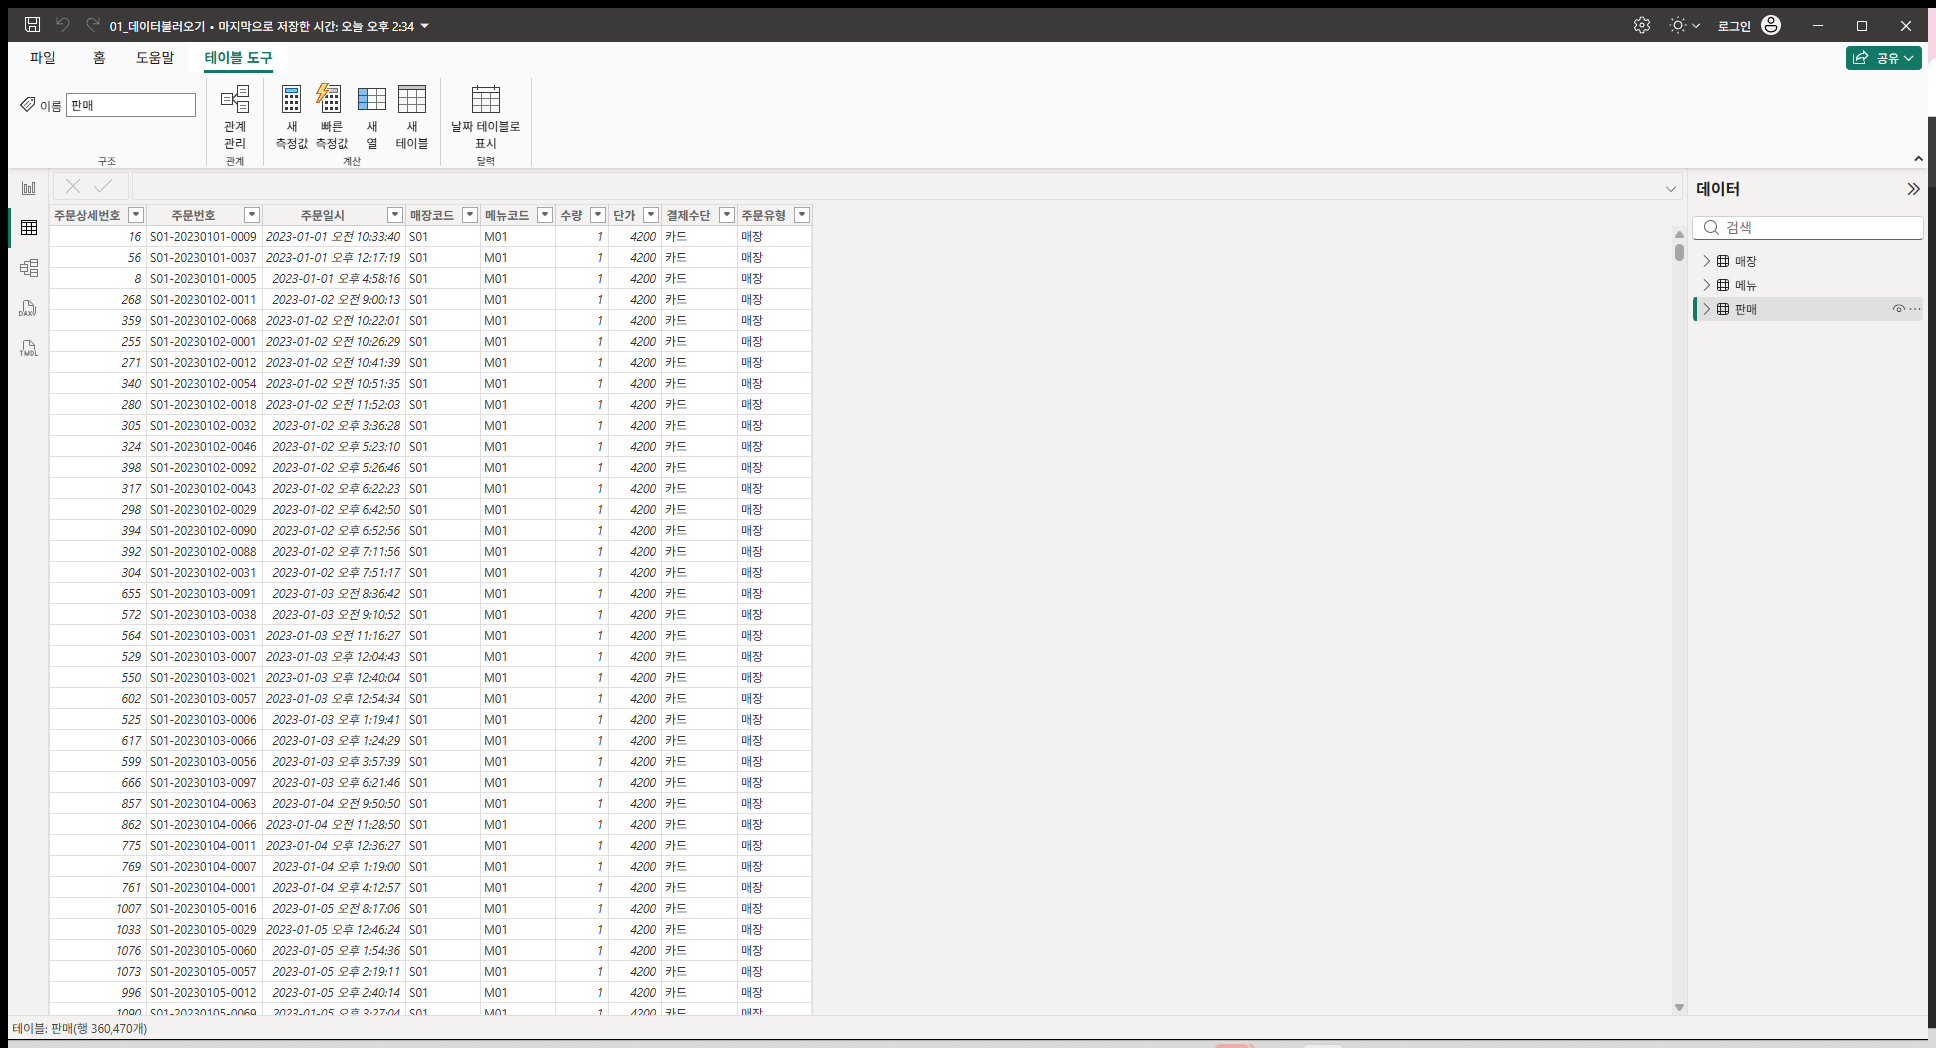 01_데이터불러오기 • 마지막으로 저장한 시간: 오늘 오후 2:34
로그인
파일 홈 도움말 테이블 도구
공유
이름 판매
관계 관리
새 측정값
빠른 측정값
새 열
새 테이블
날짜 테이블로 표시
구조 관계 계산 달력
데이터
검색
매장
메뉴
판매
주문상세번호 주문번호 주문일시 매장코드 메뉴코드 수량 단가 결제수단 주문유형
16 S01-20230101-0009 2023-01-01 오전 10:33:40 S01 M01 1 4200 카드 매장
56 S01-20230101-0037 2023-01-01 오후 12:17:19 S01 M01 1 4200 카드 매장
8 S01-20230101-0005 2023-01-01 오후 4:58:16 S01 M01 1 4200 카드 매장
268 S01-20230102-0011 2023-01-02 오전 9:00:13 S01 M01 1 4200 카드 매장
359 S01-20230102-0068 2023-01-02 오전 10:22:01 S01 M01 1 4200 카드 매장
255 S01-20230102-0001 2023-01-02 오전 10:26:29 S01 M01 1 4200 카드 매장
271 S01-20230102-0012 2023-01-02 오전 10:41:39 S01 M01 1 4200 카드 매장
340 S01-20230102-0054 2023-01-02 오전 10:51:35 S01 M01 1 4200 카드 매장
280 S01-20230102-0018 2023-01-02 오전 11:52:03 S01 M01 1 4200 카드 매장
305 S01-20230102-0032 2023-01-02 오후 3:36:28 S01 M01 1 4200 카드 매장
324 S01-20230102-0046 2023-01-02 오후 5:23:10 S01 M01 1 4200 카드 매장
398 S01-20230102-0092 2023-01-02 오후 5:26:46 S01 M01 1 4200 카드 매장
317 S01-20230102-0043 2023-01-02 오후 6:22:23 S01 M01 1 4200 카드 매장
298 S01-20230102-0029 2023-01-02 오후 6:42:50 S01 M01 1 4200 카드 매장
394 S01-20230102-0090 2023-01-02 오후 6:52:56 S01 M01 1 4200 카드 매장
392 S01-20230102-0088 2023-01-02 오후 7:11:56 S01 M01 1 4200 카드 매장
304 S01-20230102-0031 2023-01-02 오후 7:51:17 S01 M01 1 4200 카드 매장
655 S01-20230103-0091 2023-01-03 오전 8:36:42 S01 M01 1 4200 카드 매장
572 S01-20230103-0038 2023-01-03 오전 9:10:52 S01 M01 1 4200 카드 매장
564 S01-20230103-0031 2023-01-03 오전 11:16:27 S01 M01 1 4200 카드 매장
529 S01-20230103-0007 2023-01-03 오후 12:04:43 S01 M01 1 4200 카드 매장
550 S01-20230103-0021 2023-01-03 오후 12:40:04 S01 M01 1 4200 카드 매장
602 S01-20230103-0057 2023-01-03 오후 12:54:34 S01 M01 1 4200 카드 매장
525 S01-20230103-0006 2023-01-03 오후 1:19:41 S01 M01 1 4200 카드 매장
617 S01-20230103-0066 2023-01-03 오후 1:24:29 S01 M01 1 4200 카드 매장
599 S01-20230103-0056 2023-01-03 오후 3:57:39 S01 M01 1 4200 카드 매장
666 S01-20230103-0097 2023-01-03 오후 6:21:46 S01 M01 1 4200 카드 매장
857 S01-20230104-0063 2023-01-04 오전 9:50:50 S01 M01 1 4200 카드 매장
862 S01-20230104-0066 2023-01-04 오전 11:28:50 S01 M01 1 4200 카드 매장
775 S01-20230104-0011 2023-01-04 오후 12:36:27 S01 M01 1 4200 카드 매장
769 S01-20230104-0007 2023-01-04 오후 1:19:00 S01 M01 1 4200 카드 매장
761 S01-20230104-0001 2023-01-04 오후 4:12:57 S01 M01 1 4200 카드 매장
1007 S01-20230105-0016 2023-01-05 오전 8:17:06 S01 M01 1 4200 카드 매장
1033 S01-20230105-0029 2023-01-05 오후 12:46:24 S01 M01 1 4200 카드 매장
1076 S01-20230105-0060 2023-01-05 오후 1:54:36 S01 M01 1 4200 카드 매장
1073 S01-20230105-0057 2023-01-05 오후 2:19:11 S01 M01 1 4200 카드 매장
996 S01-20230105-0012 2023-01-05 오후 2:40:14 S01 M01 1 4200 카드 매장
1090 S01-20230105-0069 2023-01-05 오후 3:27:04 S01 M01 1 4200 카드 매장
DAX
TMDL
테이블: 판매(행 360,470개)